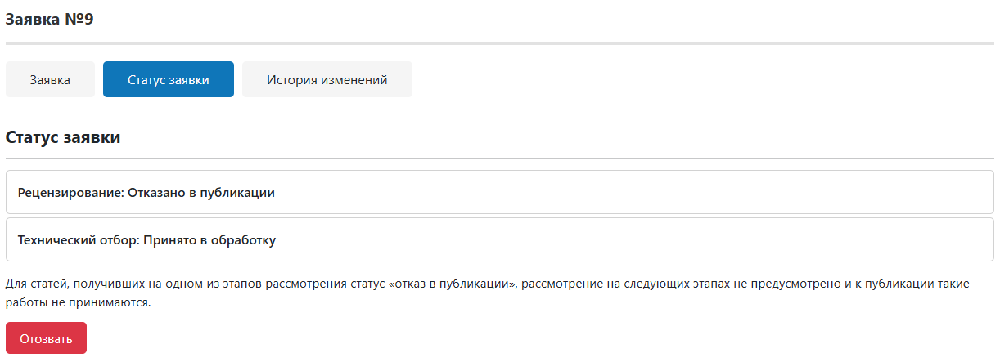 Заявка №9
Заявка
Статус заявки
История изменений
Статус заявки
Рецензирование: Отказано в публикации
Технический отбор: Принято в обработку
Для статей, получивших на одном из этапов рассмотрения статус «отказ в публикации», рассмотрение на следующих этапах не предусмотрено и к публикации такие
работы не принимаются.
Отозвать